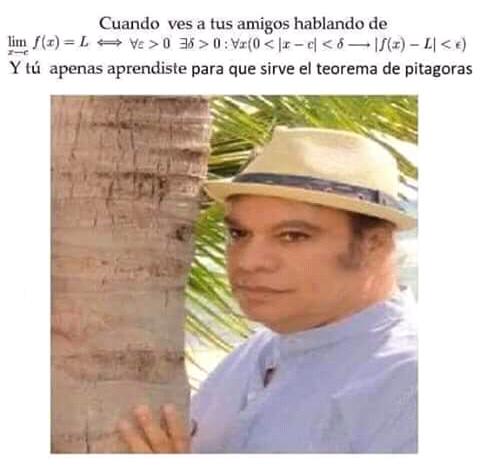 Cuando ves a tus amigos hablando de
lim x→c f(x) = L ⟺ ∀ε > 0 ∃δ > 0 : ∀x(0 < |x − c| < δ ⟶ |f(x) − L| < ϵ)
Y tú apenas aprendiste para que sirve el teorema de pitagoras